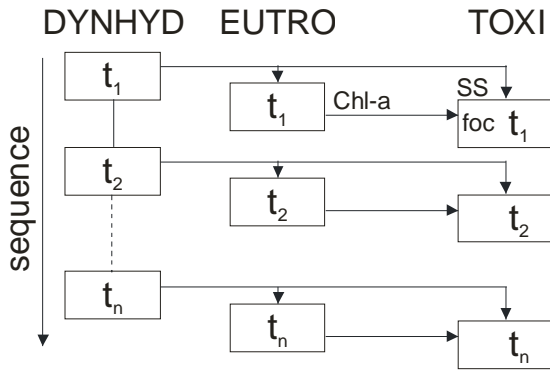 DYNHYD EUTRO TOXI
t1
t1
Chl-a
SS
foc t1
t2
t2
t2
tn
tn
tn
sequence